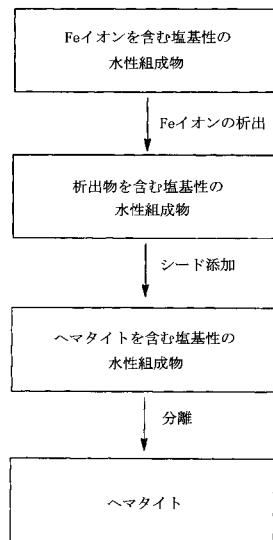 Feイオンを含む塩基性の
水性組成物
Feイオンの析出
析出物を含む塩基性の
水性組成物
シード添加
ヘマタイトを含む塩基性の
水性組成物
分離
ヘマタイト